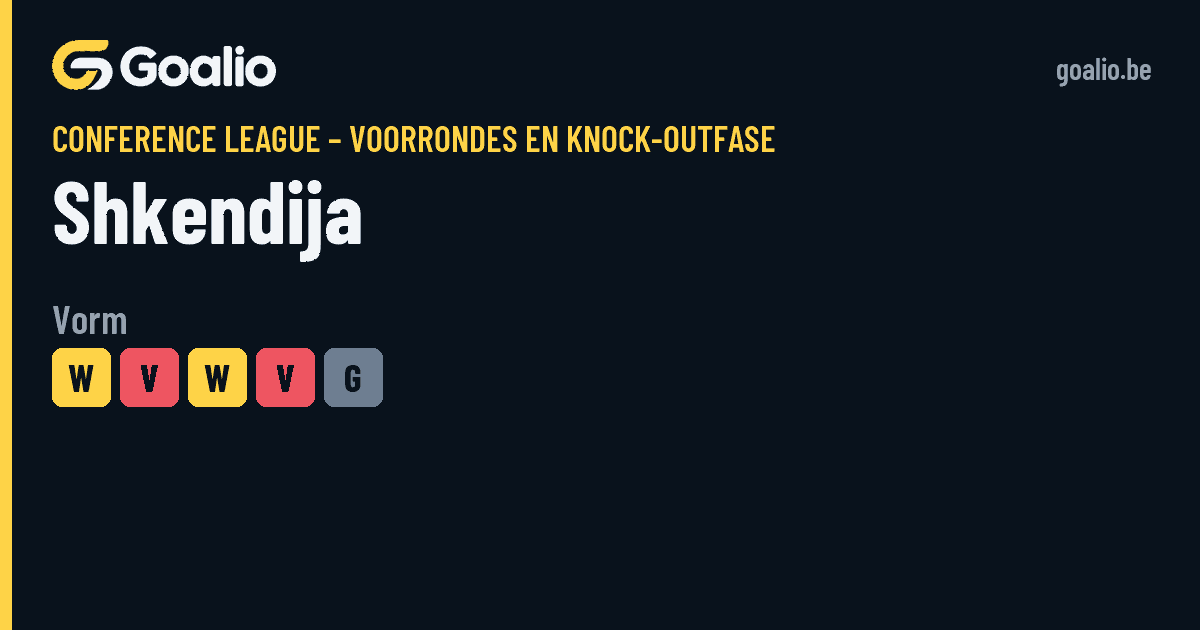 Goalio
goalio.be
CONFERENCE LEAGUE – VOORRONDES EN KNOCK-OUTFASE
Shkendija
Vorm
W V W V G